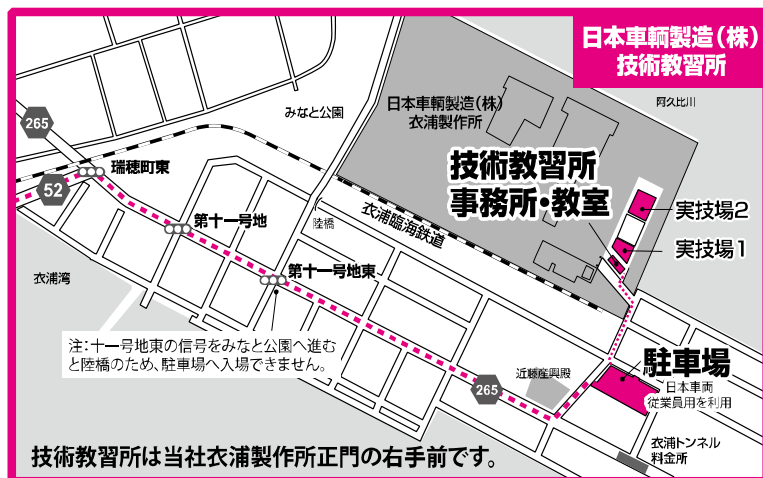 日本車輌製造（株）
技術教習所
阿久比川
みなと公園
日本車輌製造（株）
衣浦製作所
265
瑞穂町東
52
技術教習所
事務所・教室
実技場2
実技場1
第十一号地
陸橋
衣浦臨海鉄道
衣浦湾
第十一号地東
注：十一号地東の信号をみなと公園へ進む
と陸橋のため、駐車場へ入場できません。
駐車場
日本車両
従業員用を利用
近藤産興殿
265
衣浦トンネル
料金所
技術教習所は当社衣浦製作所正門の右手前です。